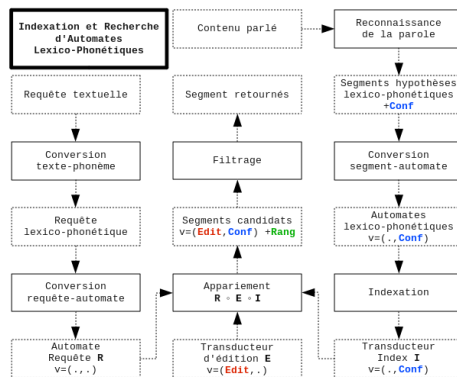 Indexation et Recherche
d'Automates
Lexico-Phonétiques
Contenu parlé
Reconnaissance
de la parole
Requête textuelle
Segment retournés
Segments hypothèses
lexico-phonétiques
+Conf
Conversion
texte-phonème
Filtrage
Conversion
segment-automate
Requête
lexico-phonétique
Segments candidats
v=(Edit,Conf) +Rang
Automates
lexico-phonétiques
v=(.,Conf)
Conversion
requête-automate
Appariement
R ∘ E ∘ I
Indexation
Automate
Requête R
v=(.,.)
Transducteur
d'édition E
v=(Edit,.)
Transducteur
Index I
v=(.,Conf)